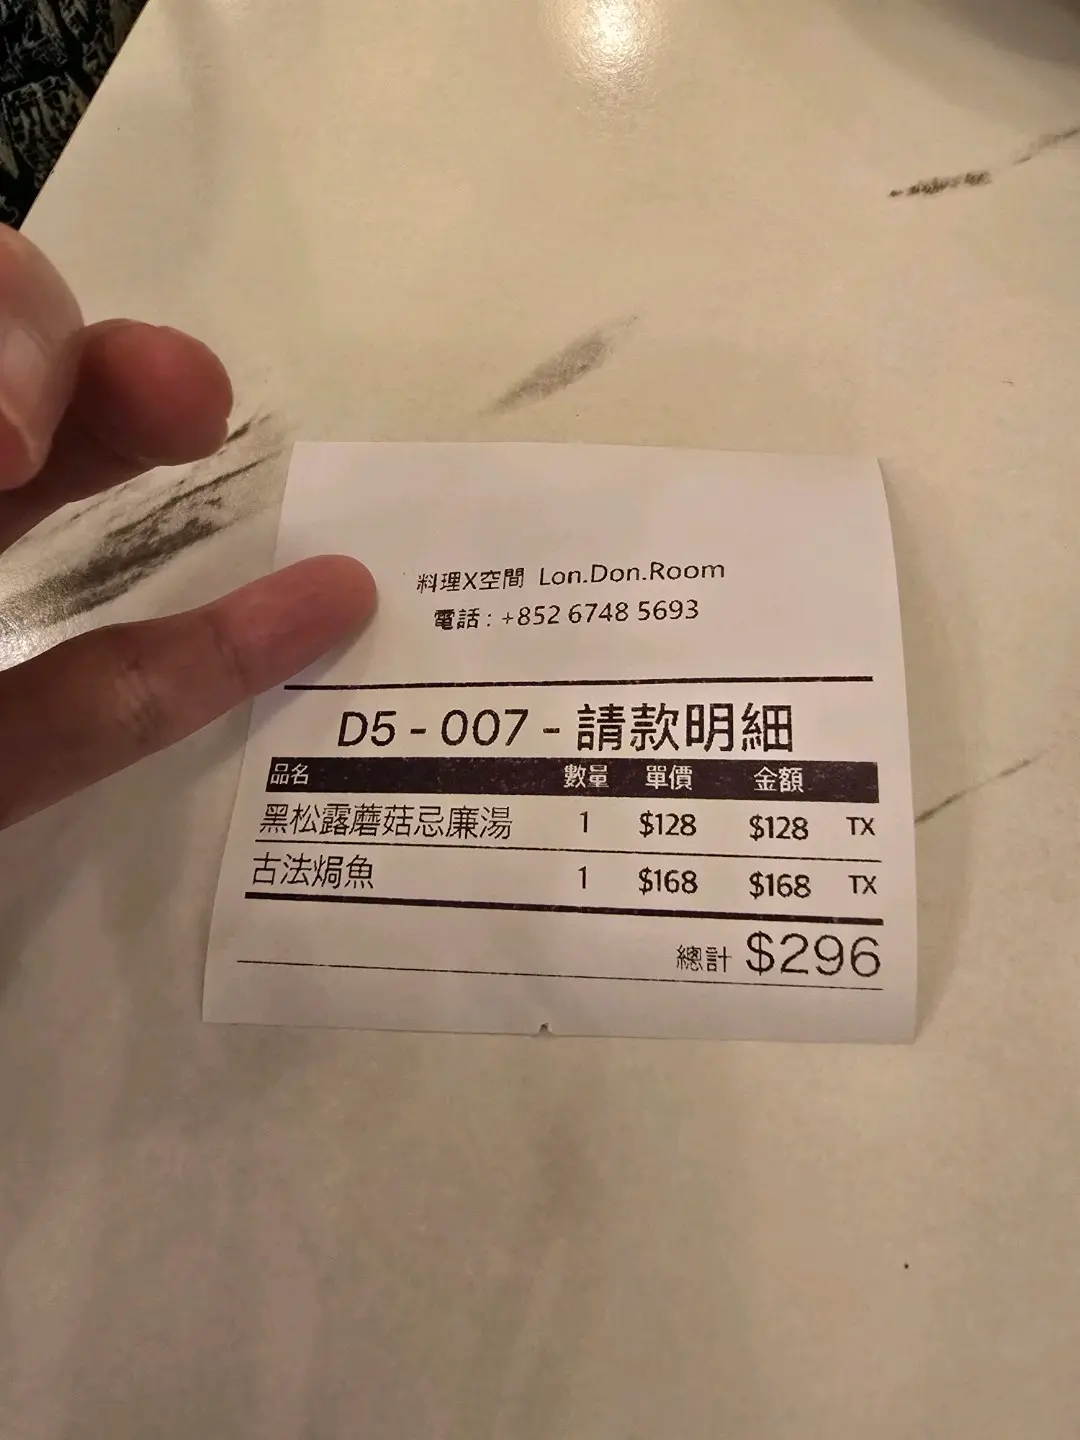 料理X空間 Lon.Don.Room
電話 : +852 6748 5693
D5 - 007 - 請款明細
品名 數量 單價 金額
黑松露蘑菇忌廉湯 1 $128 $128 TX
古法焗魚 1 $168 $168 TX
總計 $296